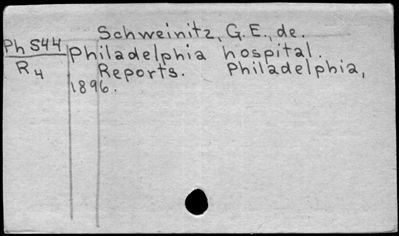 Schweinitz, G.E., de.
Ph S44
R4
Philadelphia hospital.
Reports. Philadelphia,
1896.